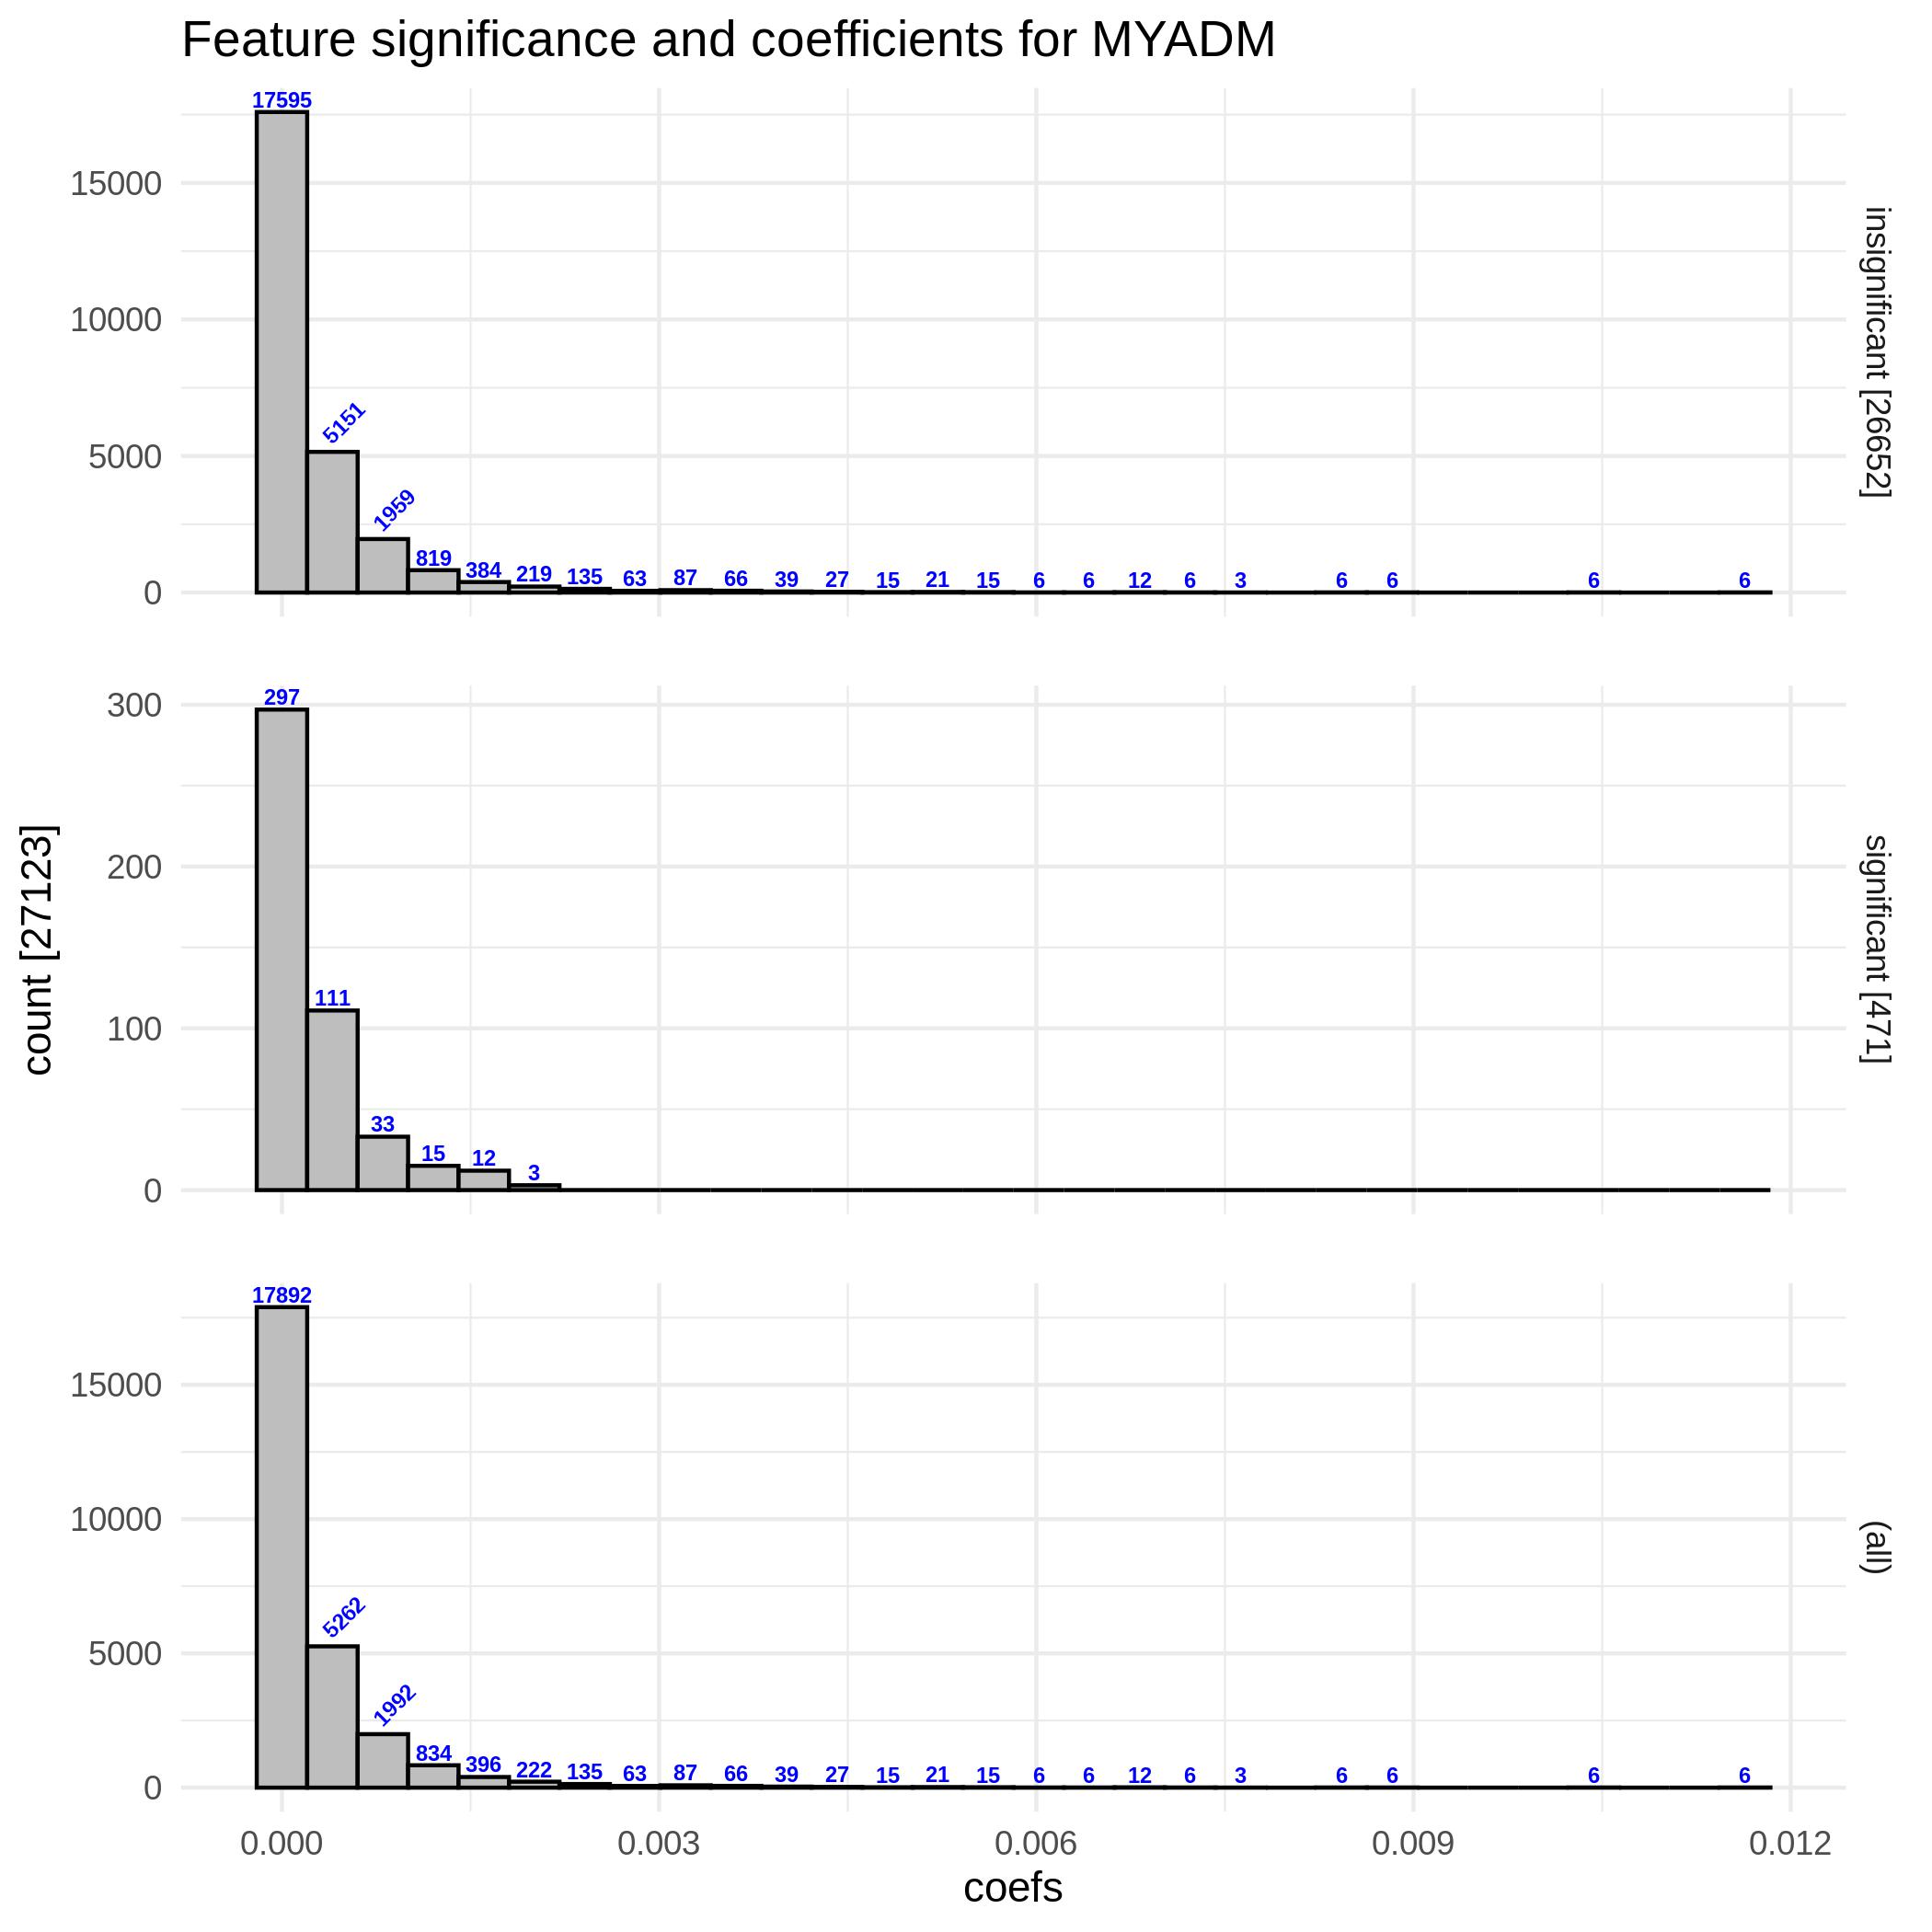 Feature significance and coefficients for MYADM
17595
15000
10000
5000
0
5151
1959
819 384 219 135 63 87 66 39 27 15 21 15 6 6 12 6 3 6 6 6 6
insignificant [26652]
count [27123]
297
300
200
100
0
111
33
15
12
3
significant [471]
17892
15000
10000
5000
0
5262
1992
834 396 222 135 63 87 66 39 27 15 21 15 6 6 12 6 3 6 6 6 6
(all)
0.000 0.003 0.006 0.009 0.012
coefs